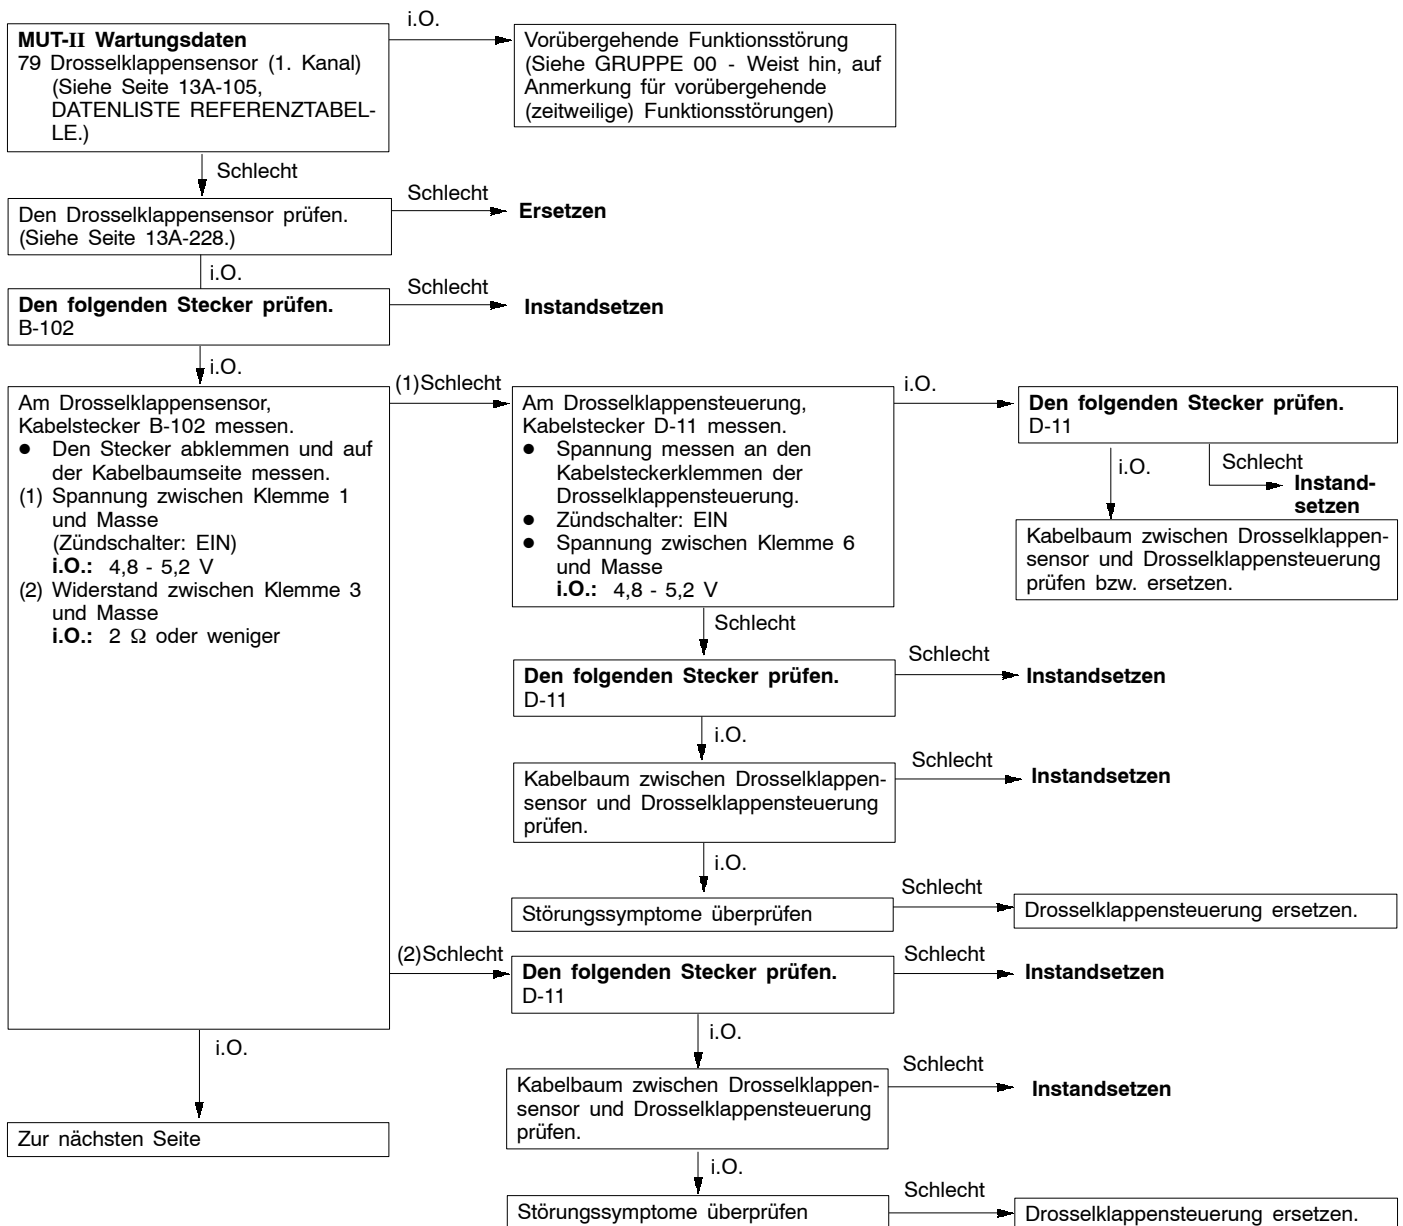 MUT-II Wartungsdaten
79 Drosselklappensensor (1. Kanal)
(Siehe Seite 13A-105,
DATENLISTE REFERENZTABEL-
LE.)
i.O.
Vorübergehende Funktionsstörung
(Siehe GRUPPE 00 - Weist hin, auf
Anmerkung für vorübergehende
(zeitweilige) Funktionsstörungen)
Schlecht
Den Drosselklappensensor prüfen.
(Siehe Seite 13A-228.)
Schlecht
Ersetzen
i.O.
Den folgenden Stecker prüfen.
B-102
Schlecht
Instandsetzen
i.O.
Am Drosselklappensensor,
Kabelstecker B-102 messen.
● Den Stecker abklemmen und auf
der Kabelbaumseite messen.
(1) Spannung zwischen Klemme 1
und Masse
(Zündschalter: EIN)
i.O.: 4,8 - 5,2 V
(2) Widerstand zwischen Klemme 3
und Masse
i.O.: 2 Ω oder weniger
(1)Schlecht
Am Drosselklappensteuerung,
Kabelstecker D-11 messen.
● Spannung messen an den
Kabelsteckerklemmen der
Drosselklappensteuerung.
● Zündschalter: EIN
● Spannung zwischen Klemme 6
und Masse
i.O.: 4,8 - 5,2 V
i.O.
Den folgenden Stecker prüfen.
D-11
i.O.
Schlecht
Instand-
setzen
Kabelbaum zwischen Drosselklappen-
sensor und Drosselklappensteuerung
prüfen bzw. ersetzen.
Schlecht
Den folgenden Stecker prüfen.
D-11
Schlecht
Instandsetzen
i.O.
Kabelbaum zwischen Drosselklappen-
sensor und Drosselklappensteuerung
prüfen.
Schlecht
Instandsetzen
i.O.
Störungssymptome überprüfen
Schlecht
Drosselklappensteuerung ersetzen.
(2)Schlecht
Den folgenden Stecker prüfen.
D-11
Schlecht
Instandsetzen
i.O.
Kabelbaum zwischen Drosselklappen-
sensor und Drosselklappensteuerung
prüfen.
Schlecht
Instandsetzen
i.O.
Störungssymptome überprüfen
Schlecht
Drosselklappensteuerung ersetzen.
i.O.
Zur nächsten Seite